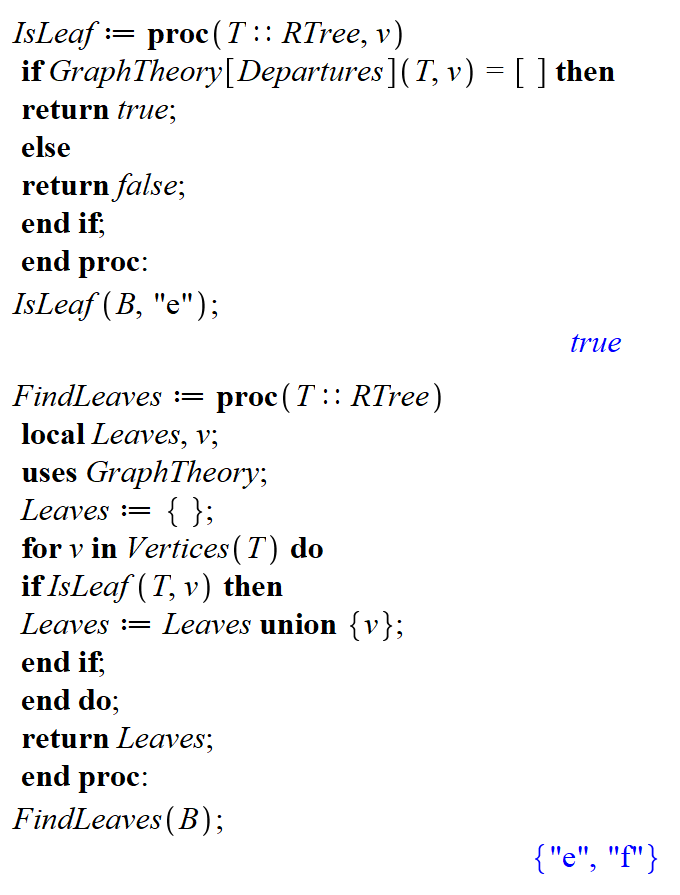 IsLeaf := proc(T :: RTree, v)
if GraphTheory[Departures](T, v) = [ ] then
return true;
else
return false;
end if;
end proc:
IsLeaf(B, "e");
true
FindLeaves := proc(T :: RTree)
local Leaves, v;
uses GraphTheory;
Leaves := { };
for v in Vertices(T) do
if IsLeaf(T, v) then
Leaves := Leaves union {v};
end if;
end do;
return Leaves;
end proc:
FindLeaves(B);
{"e", "f"}